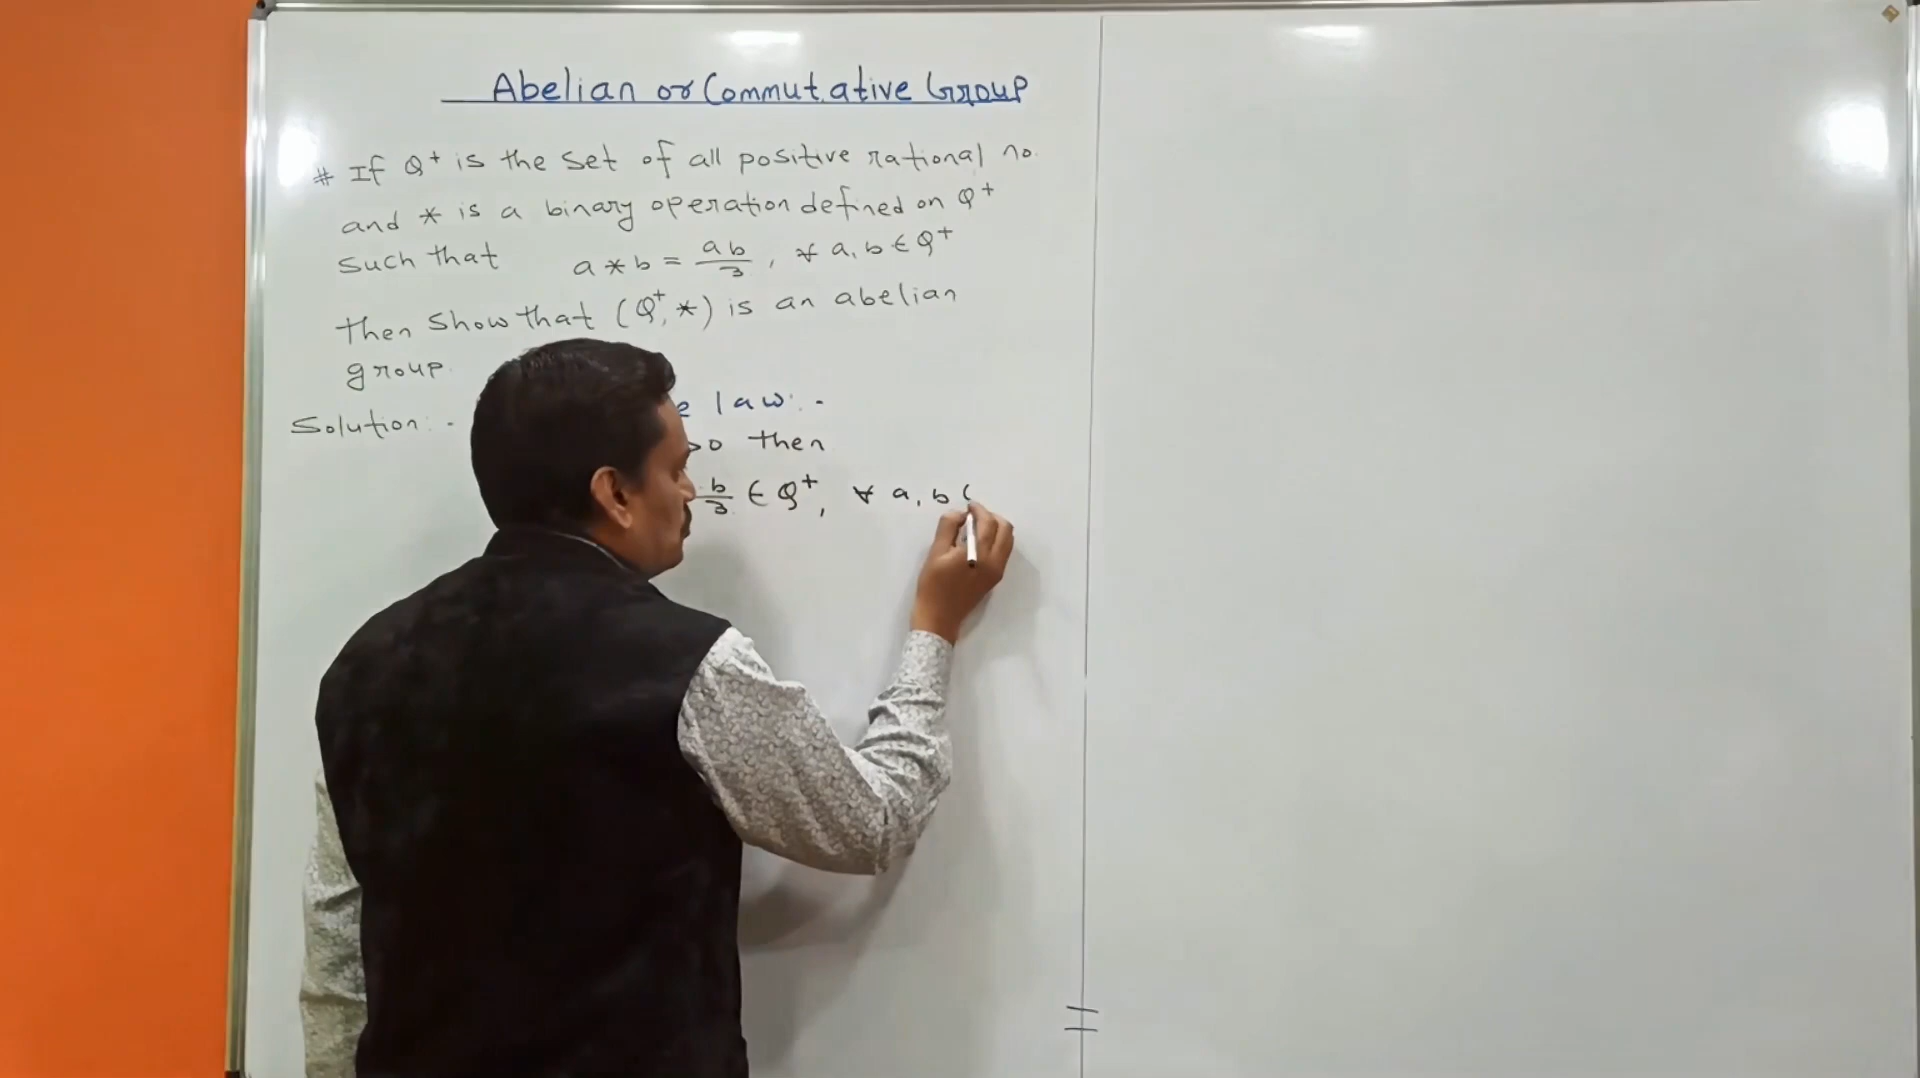 Abelian or Commutative Group
# If Q⁺ is the set of all positive rational no.
and * is a binary operation defined on Q⁺
such that a * b = ab/3, ∀ a, b ∈ Q⁺
Then Show that (Q⁺, *) is an abelian
group.
Solution:- law:-
>0 then
b/3 ∈ Q⁺, ∀ a, b